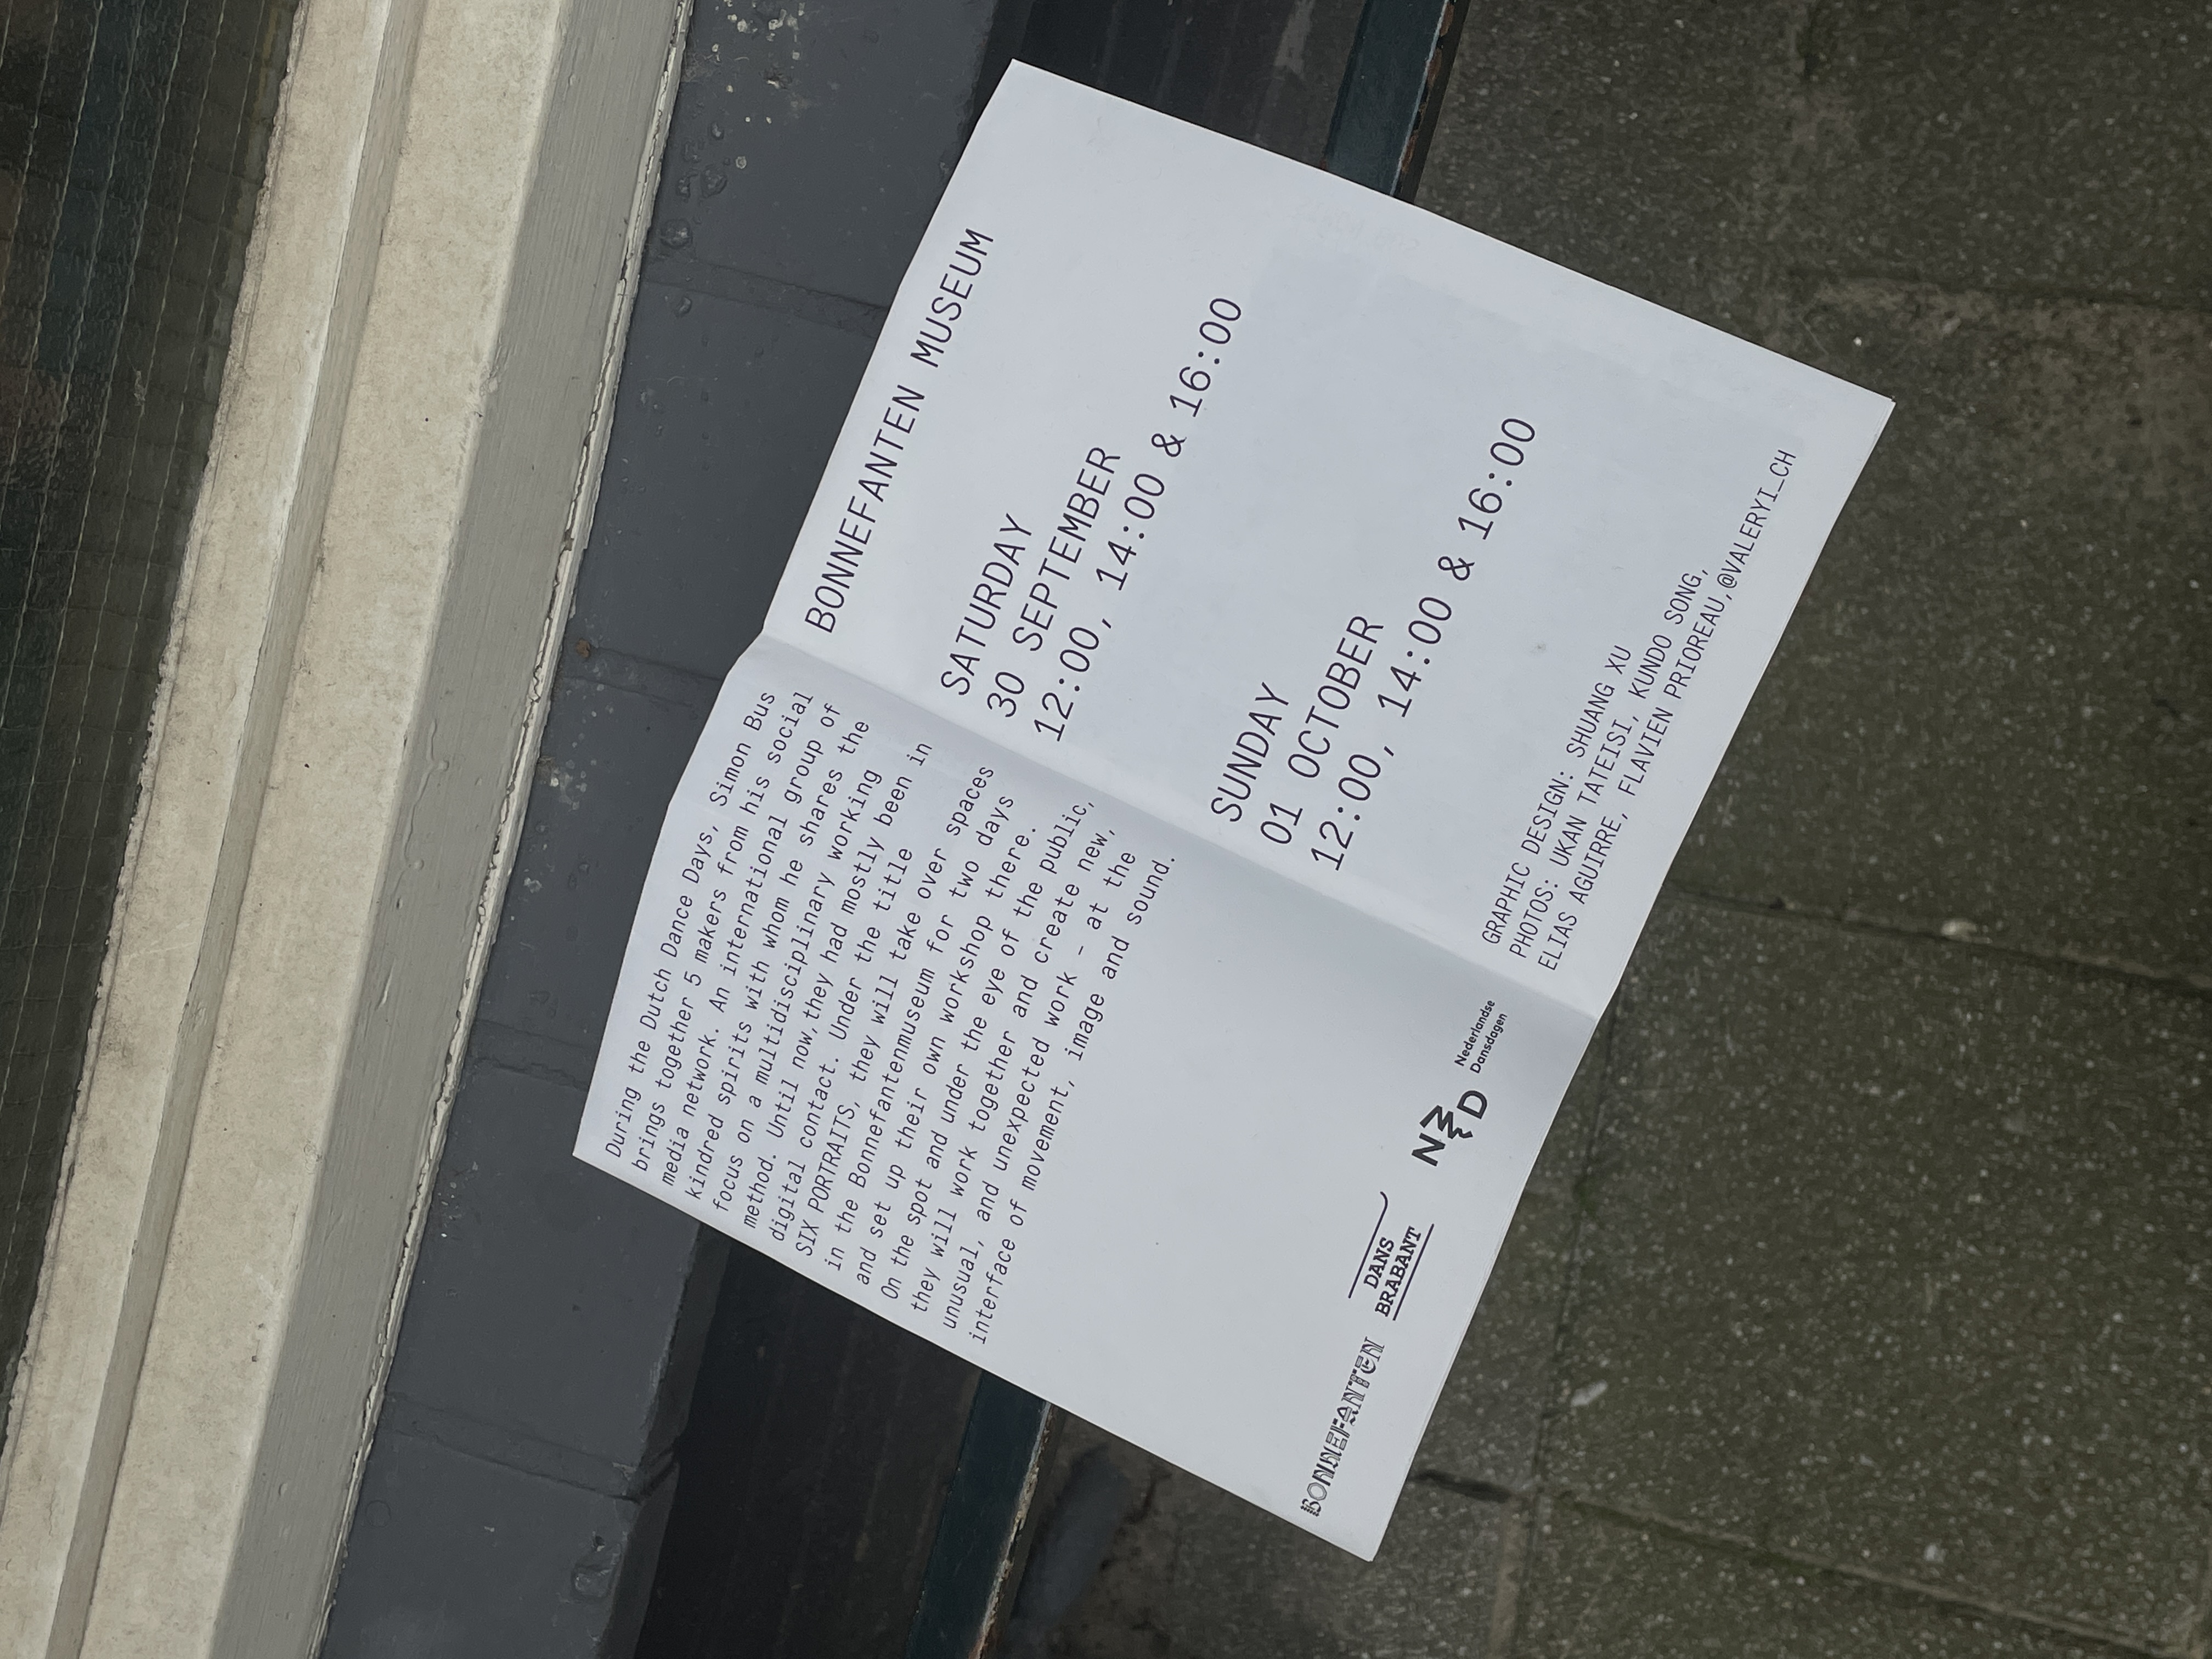 During the Dutch Dance Days, Simon Bus
brings together 5 makers from his social
media network. An international group of
kindred spirits with whom he shares the
focus on a multidisciplinary working
method. Until now,they had mostly been in
digital contact. Under the title
SIX PORTRAITS, they will take over spaces
in the Bonnefantenmuseum for two days
and set up their own workshop there.
On the spot and under the eye of the public,
they will work together and create new,
unusual, and unexpected work - at the
interface of movement, image and sound.
BONNEFANTEN
DANS
BRABANT
N
D
Nederlandse
Dansdagen
BONNEFANTEN MUSEUM
SATURDAY
30 SEPTEMBER
12:00, 14:00 & 16:00
SUNDAY
01 OCTOBER
12:00, 14:00 & 16:00
GRAPHIC DESIGN: SHUANG XU
PHOTOS: UKAN TATEISI, KUNDO SONG,
ELIAS AGUIRRE, FLAVIEN PRIOREAU,@VALERYI_CH